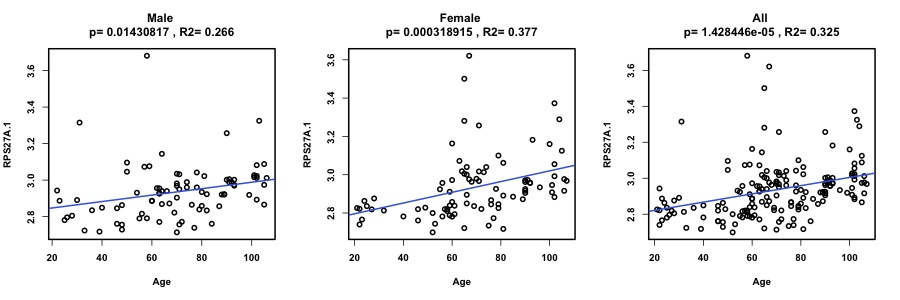 Male
p= 0.01430817 , R2= 0.266
RPS27A.1
3.6
3.4
3.2
3.0
2.8
20 40 60 80 100
Age
Female
p= 0.000318915 , R2= 0.377
RPS27A.1
3.6
3.4
3.2
3.0
2.8
20 40 60 80 100
Age
All
p= 1.428446e-05 , R2= 0.325
RPS27A.1
3.6
3.4
3.2
3.0
2.8
20 40 60 80 100
Age